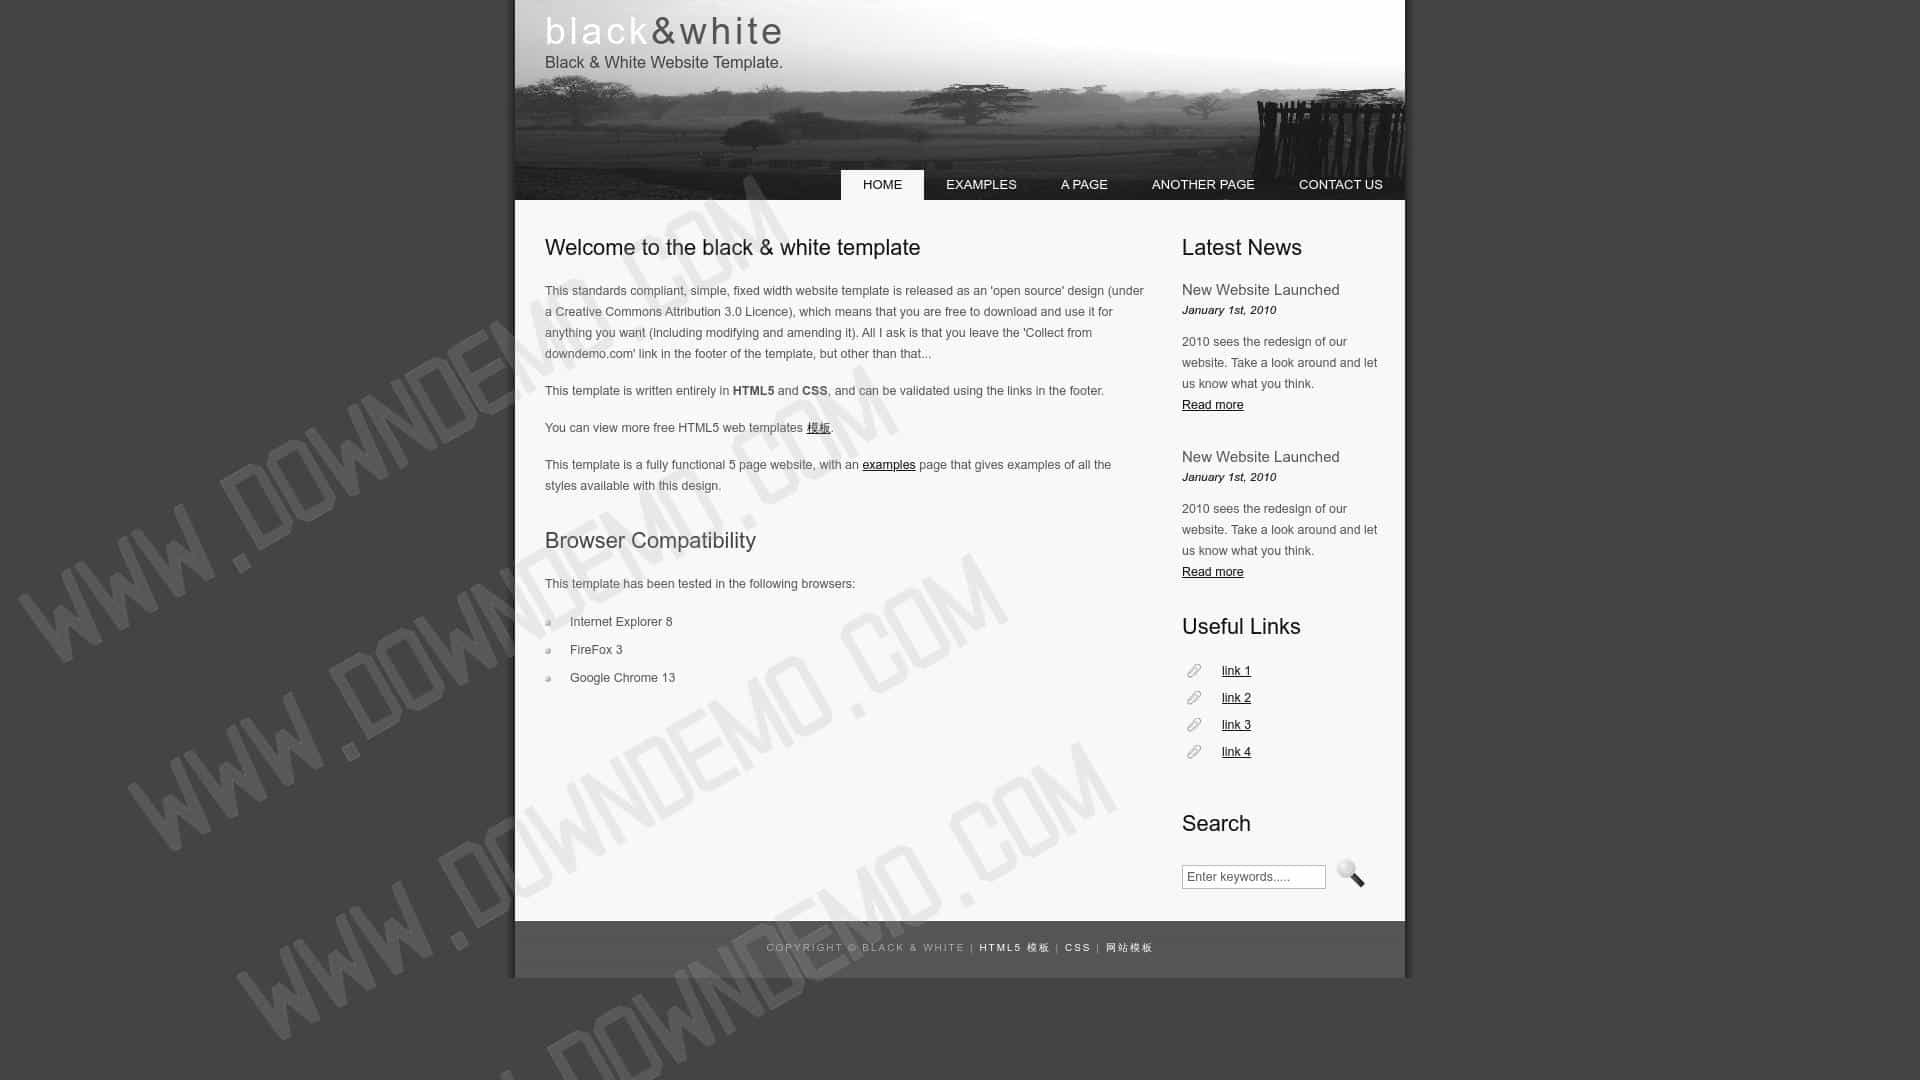 black&white
Black & White Website Template.
HOME
EXAMPLES
A PAGE
ANOTHER PAGE
CONTACT US
Welcome to the black & white template
This standards compliant, simple, fixed width website template is released as an 'open source' design (under
a Creative Commons Attribution 3.0 Licence), which means that you are free to download and use it for
anything you want (including modifying and amending it). All I ask is that you leave the 'Collect from
downdemo.com' link in the footer of the template, but other than that...
This template is written entirely in HTML5 and CSS, and can be validated using the links in the footer.
You can view more free HTML5 web templates 模板.
This template is a fully functional 5 page website, with an examples page that gives examples of all the
styles available with this design.
Browser Compatibility
This template has been tested in the following browsers:
Internet Explorer 8
FireFox 3
Google Chrome 13
Latest News
New Website Launched
January 1st, 2010
2010 sees the redesign of our
website. Take a look around and let
us know what you think.
Read more
New Website Launched
January 1st, 2010
2010 sees the redesign of our
website. Take a look around and let
us know what you think.
Read more
Useful Links
link 1
link 2
link 3
link 4
Search
Enter keywords.....
COPYRIGHT © BLACK & WHITE | HTML5 模板 | CSS | 网站模板
WWW.DOWNDEMO.COM
WWW.DOWNDEMO.COM
WWW.DOWNDEMO.COM
.DOWNDEMO.COM